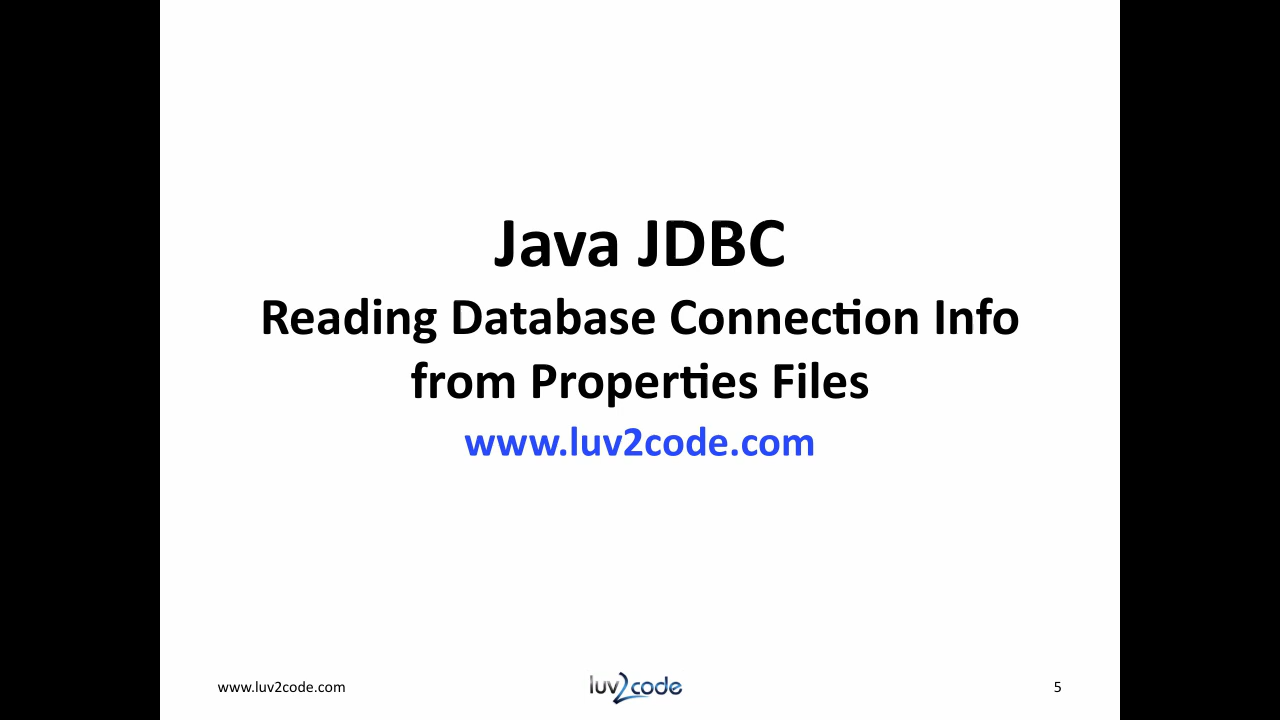 Java JDBC
Reading Database Connection Info
from Properties Files
www.luv2code.com
www.luv2code.com
luv2code
5